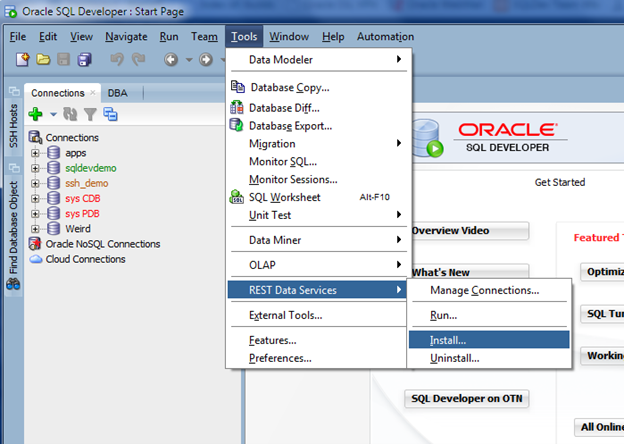 Oracle SQL Developer : Start Page
File Edit View Navigate Run Team Tools Window Help Automation
Connections × DBA
Connections
apps
sqldevdemo
ssh_demo
sys CDB
sys PDB
Weird
Oracle NoSQL Connections
Cloud Connections
SSH Hosts
Find Database Object
Data Modeler
Database Copy...
Database Diff...
Database Export...
Migration
Monitor SQL...
Monitor Sessions...
SQL Worksheet Alt-F10
Unit Test
Data Miner
OLAP
REST Data Services
External Tools...
Features...
Preferences...
Manage Connections...
Run...
Install...
Uninstall...
ORACLE
SQL DEVELOPER
Get Started
Overview Video
Featured
What's New
Optimiz
SQL Tu
Working
SQL Developer on OTN
All Online